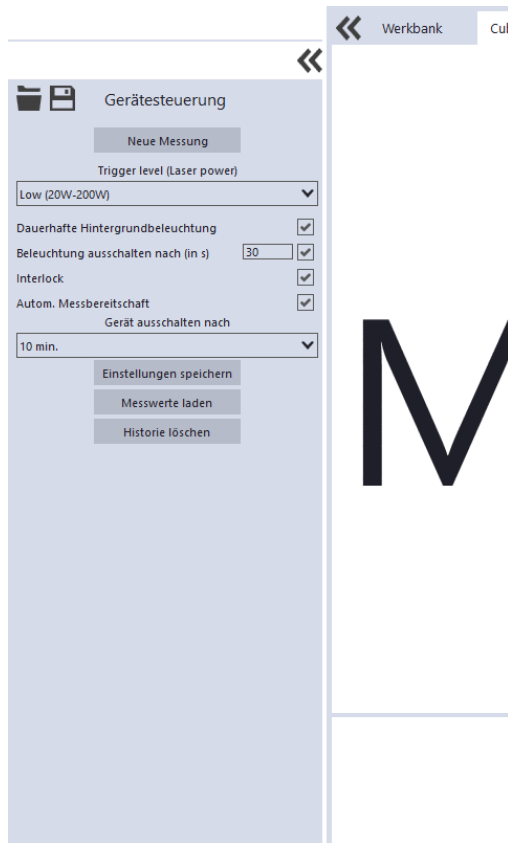 Werkbank
Gerätesteuerung
Neue Messung
Trigger level (Laser power)
Low (20W-200W)
Dauerhafte Hintergrundbeleuchtung
Beleuchtung ausschalten nach (in s) 30
Interlock
Autom. Messbereitschaft
Gerät ausschalten nach
10 min.
Einstellungen speichern
Messwerte laden
Historie löschen
M